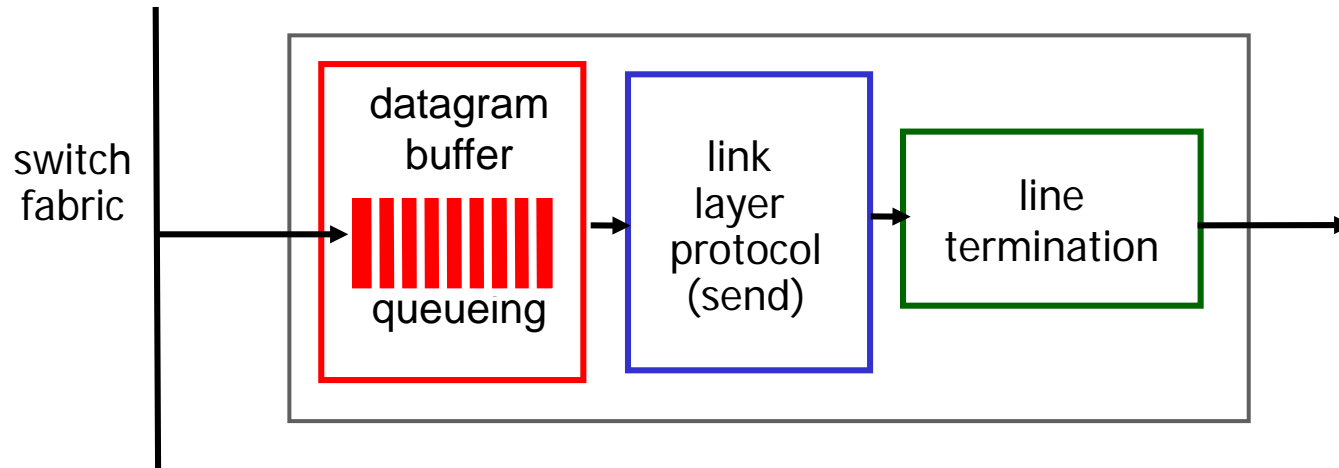 switch
fabric
datagram
buffer
queueing
link
layer
protocol
(send)
line
termination